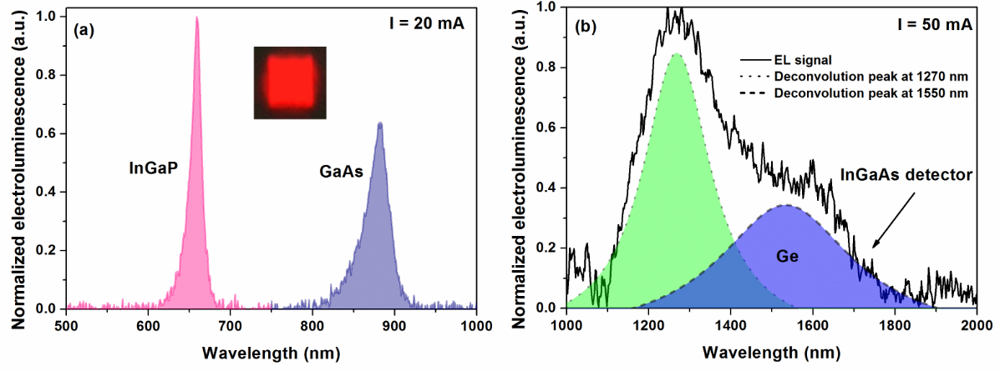 (a)
I = 20 mA
InGaP
GaAs
Normalized electroluminescence (a.u.)
1.0
0.8
0.6
0.4
0.2
0.0
500 600 700 800 900 1000
Wavelength (nm)
(b)
I = 50 mA
EL signal
Deconvolution peak at 1270 nm
Deconvolution peak at 1550 nm
InGaAs detector
Ge
Normalized electroluminescence (a.u.)
1.0
0.8
0.6
0.4
0.2
0.0
1000 1200 1400 1600 1800 2000
Wavelength (nm)